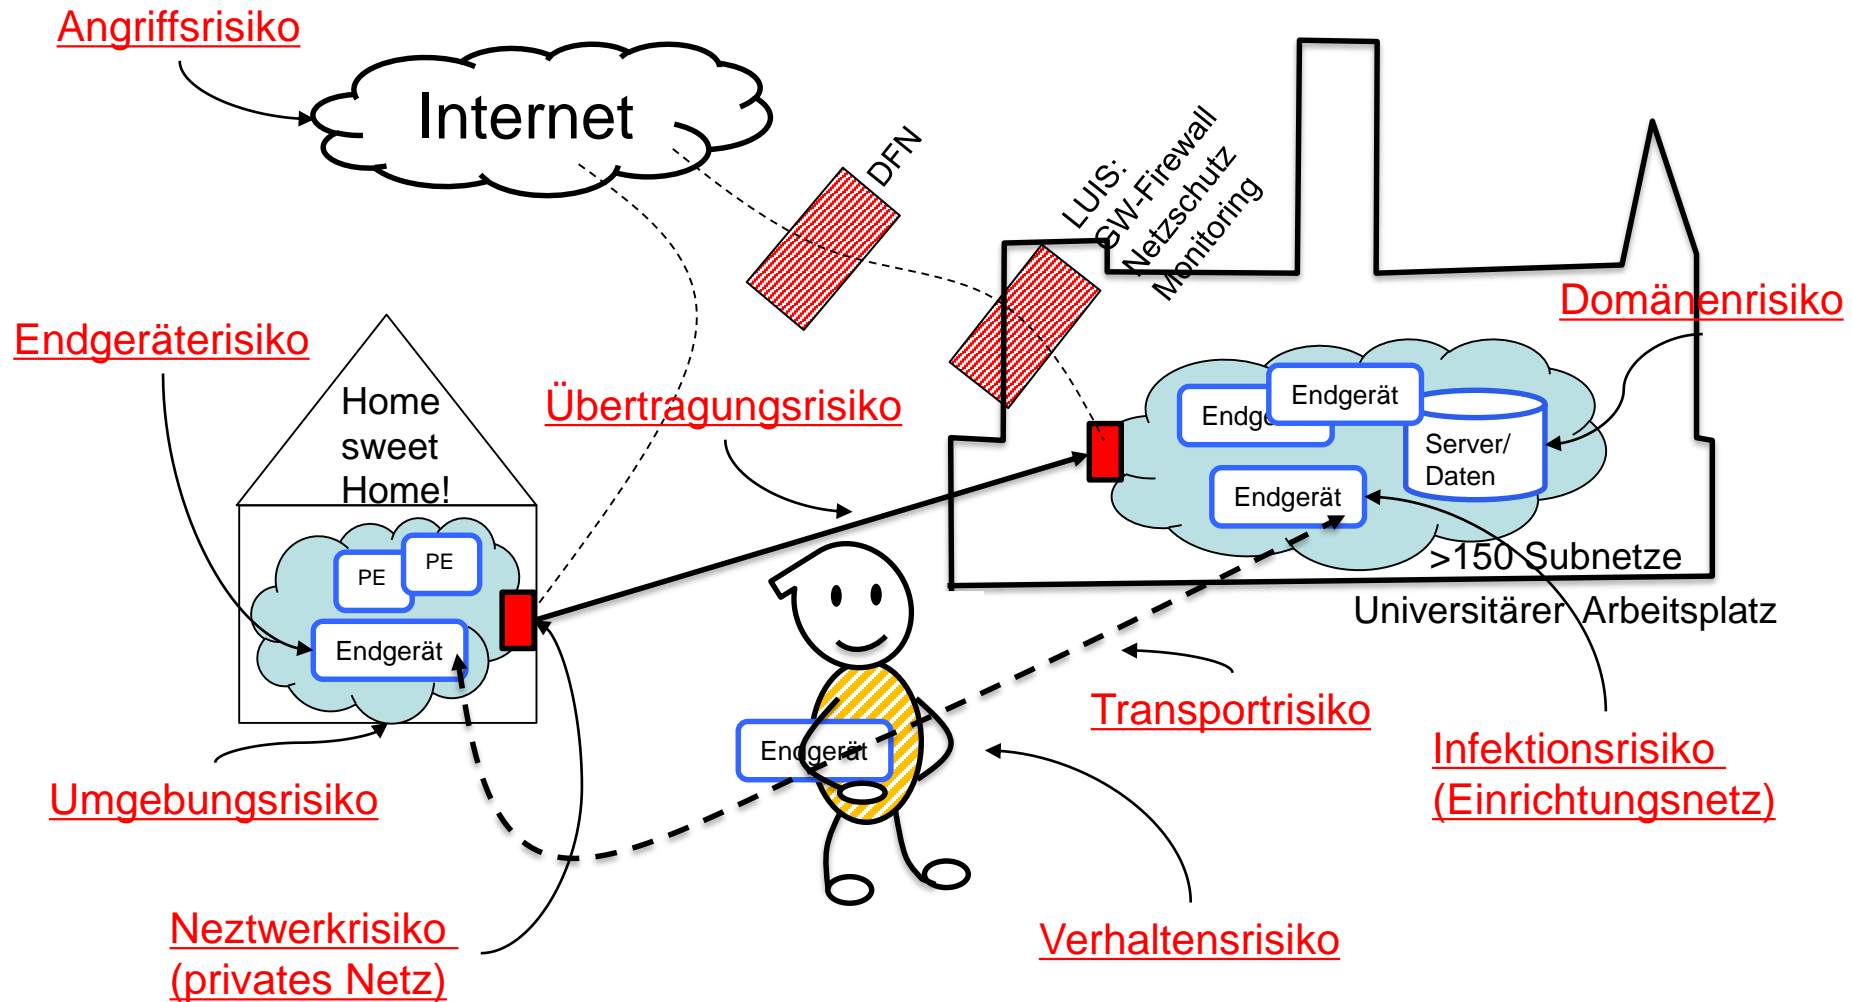 Angriffsrisiko
Internet
DFN
LUIS:
GW-Firewall
Netzschutz
Monitoring
Domänenrisiko
Endgeräterisiko
Home
sweet
Home!
Übertragungsrisiko
Endgerät
Endge
Server/
Daten
Endgerät
PE
PE
Endgerät
>150 Subnetze
Universitärer Arbeitsplatz
Transportrisiko
Endgerät
Infektionsrisiko
(Einrichtungsnetz)
Umgebungsrisiko
Neztwerkrisiko
(privates Netz)
Verhaltensrisiko